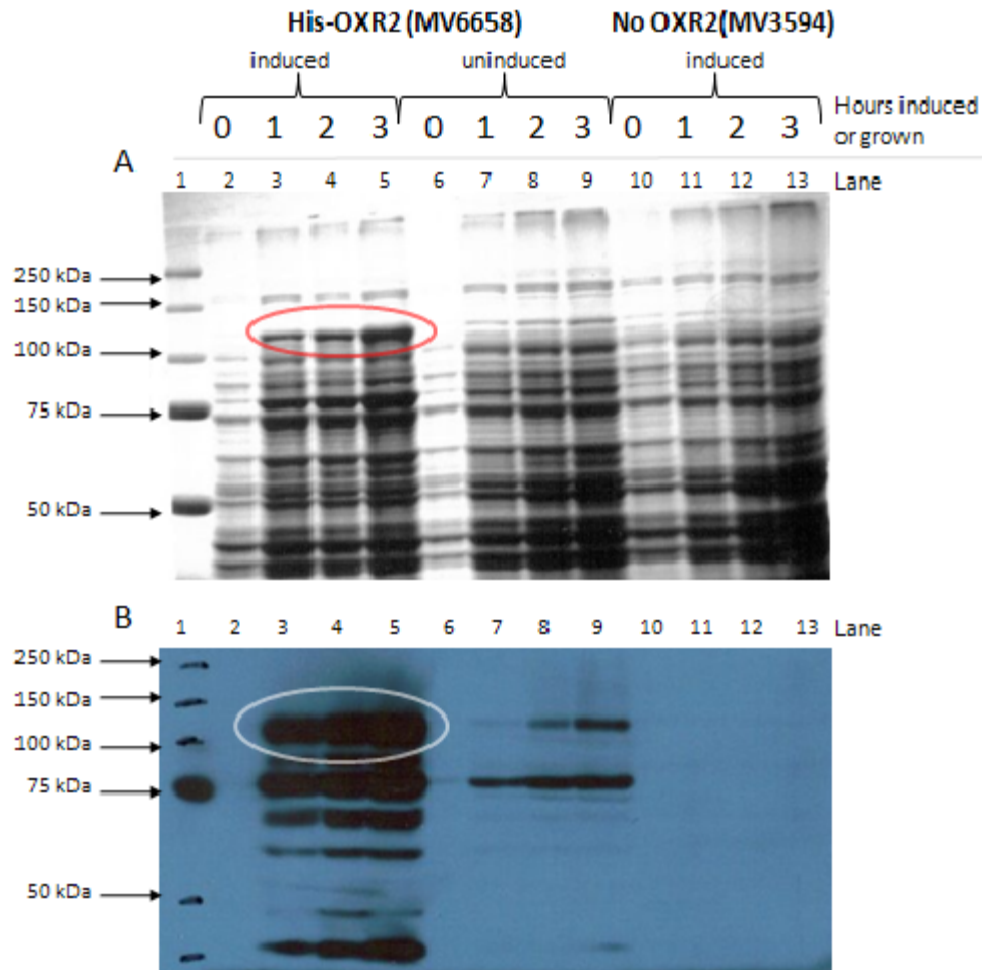 His-OXR2 (MV6658) No OXR2(MV3594)
induced uninduced induced
0 1 2 3 0 1 2 3 0 1 2 3 Hours induced
or grown
A
1 2 3 4 5 6 7 8 9 10 11 12 13 Lane
250 kDa
150 kDa
100 kDa
75 kDa
50 kDa
B
1 2 3 4 5 6 7 8 9 10 11 12 13 Lane
250 kDa
150 kDa
100 kDa
75 kDa
50 kDa